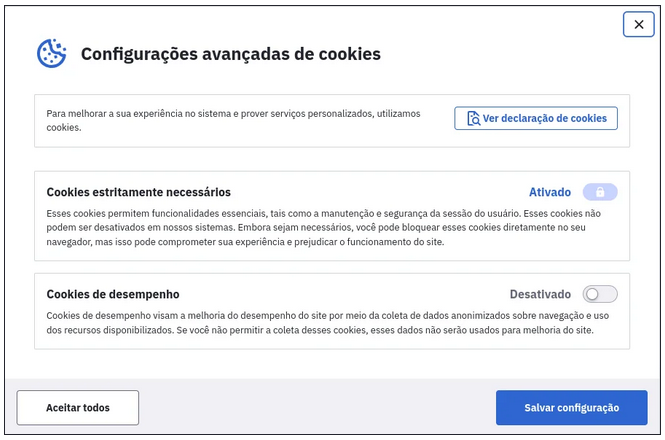 Configurações avançadas de cookies
Para melhorar a sua experiência no sistema e prover serviços personalizados, utilizamos
cookies.
Ver declaração de cookies
Cookies estritamente necessários
Ativado
Esses cookies permitem funcionalidades essenciais, tais como a manutenção e segurança da sessão do usuário. Esses cookies não
podem ser desativados em nossos sistemas. Embora sejam necessários, você pode bloquear esses cookies diretamente no seu
navegador, mas isso pode comprometer sua experiência e prejudicar o funcionamento do site.
Cookies de desempenho
Desativado
Cookies de desempenho visam a melhoria do desempenho do site por meio da coleta de dados anonimizados sobre navegação e uso
dos recursos disponibilizados. Se você não permitir a coleta desses cookies, esses dados não serão usados para melhoria do site.
Aceitar todos
Salvar configuração